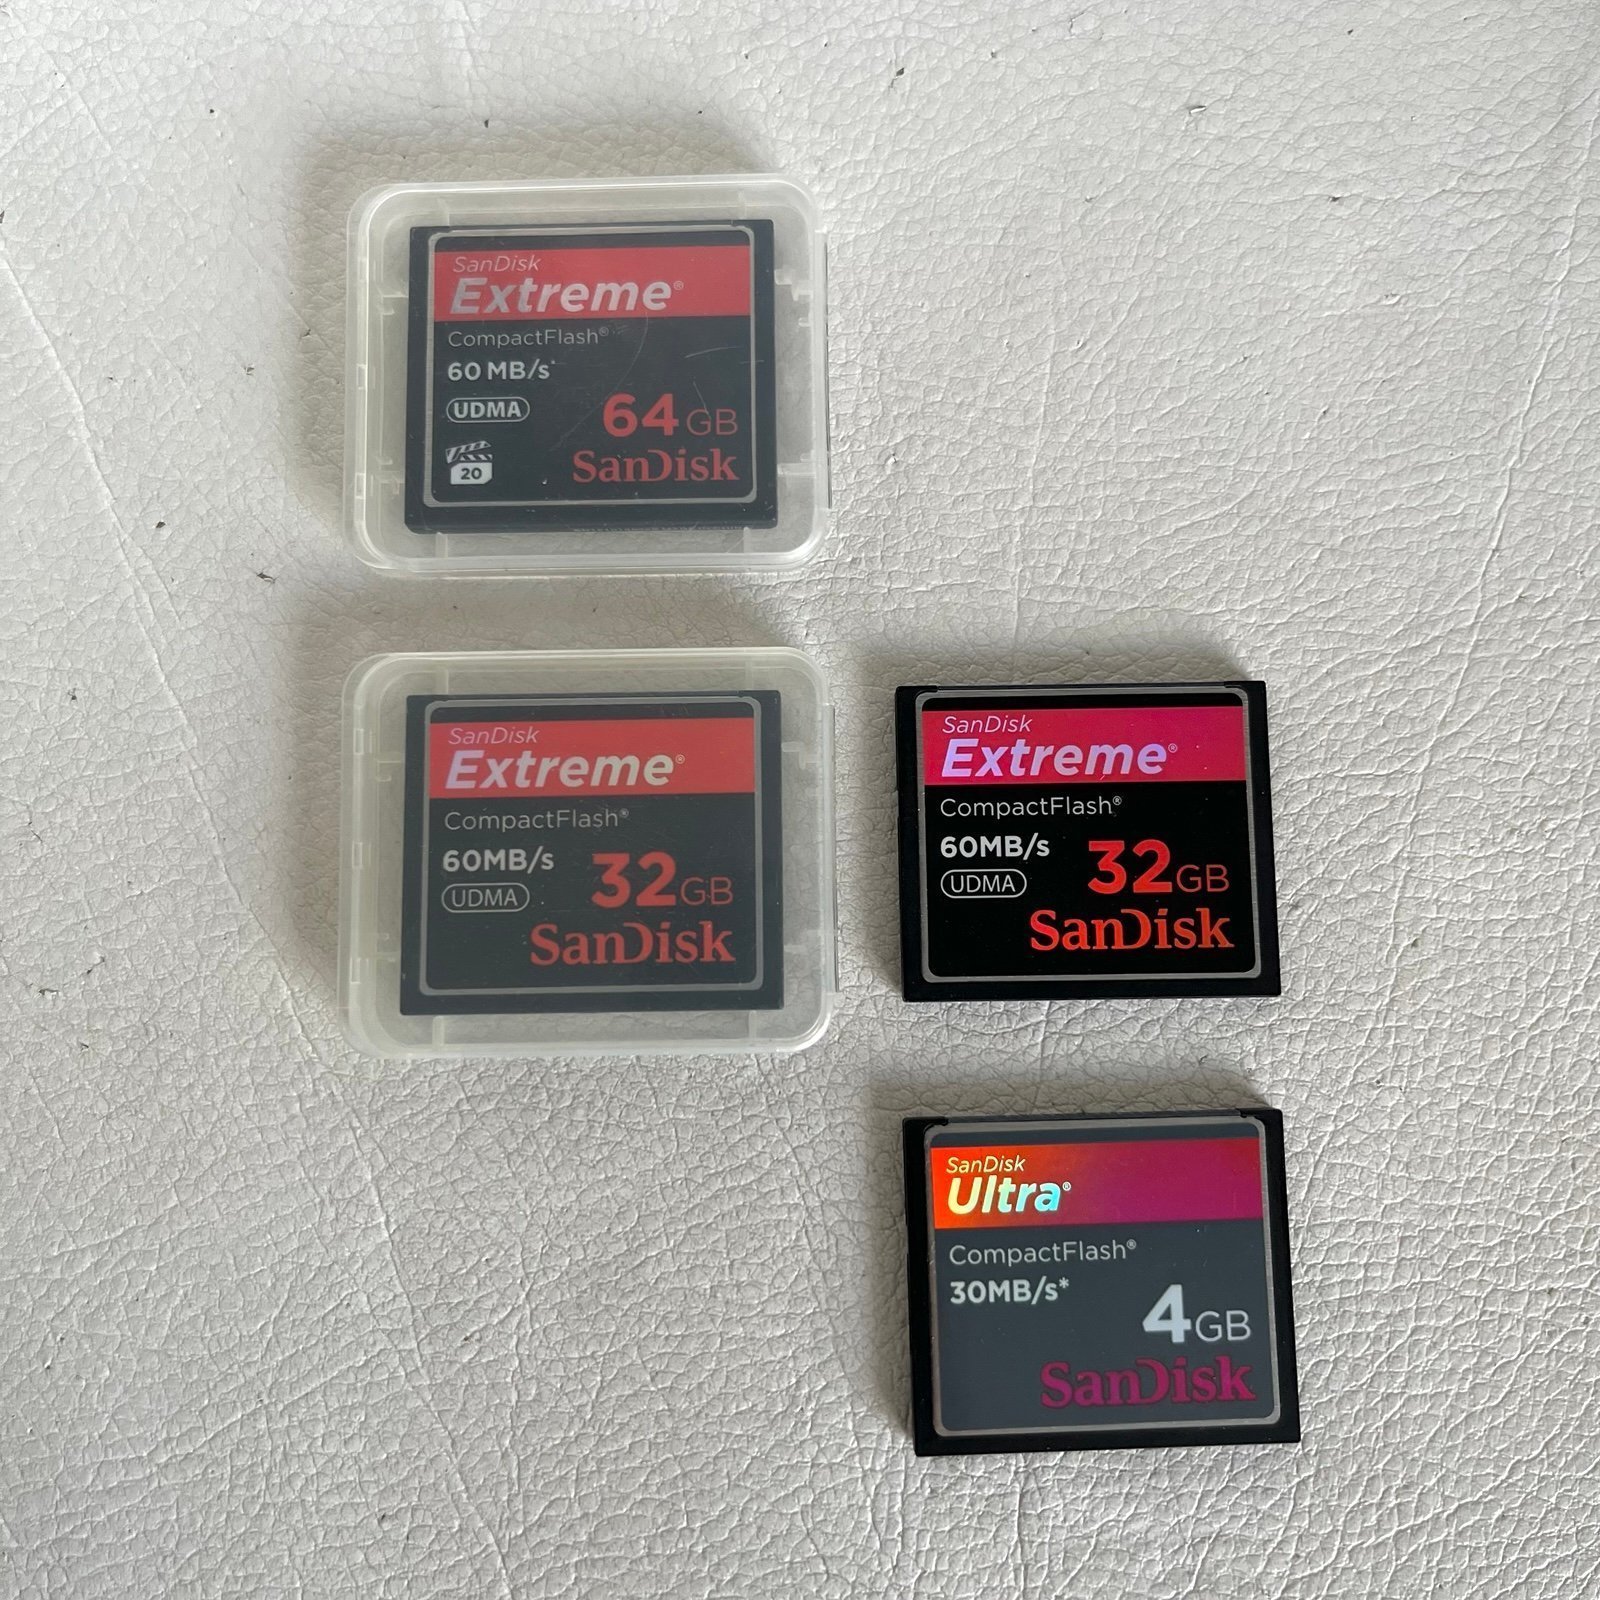 SanDisk
Extreme®
CompactFlash®
60 MB/s*
UDMA
64 GB
20
SanDisk
SanDisk
Extreme®
CompactFlash®
60MB/s
UDMA
32GB
SanDisk
SanDisk
Extreme®
CompactFlash®
60MB/s
UDMA
32GB
SanDisk
SanDisk
Ultra®
CompactFlash®
30MB/s*
4GB
SanDisk